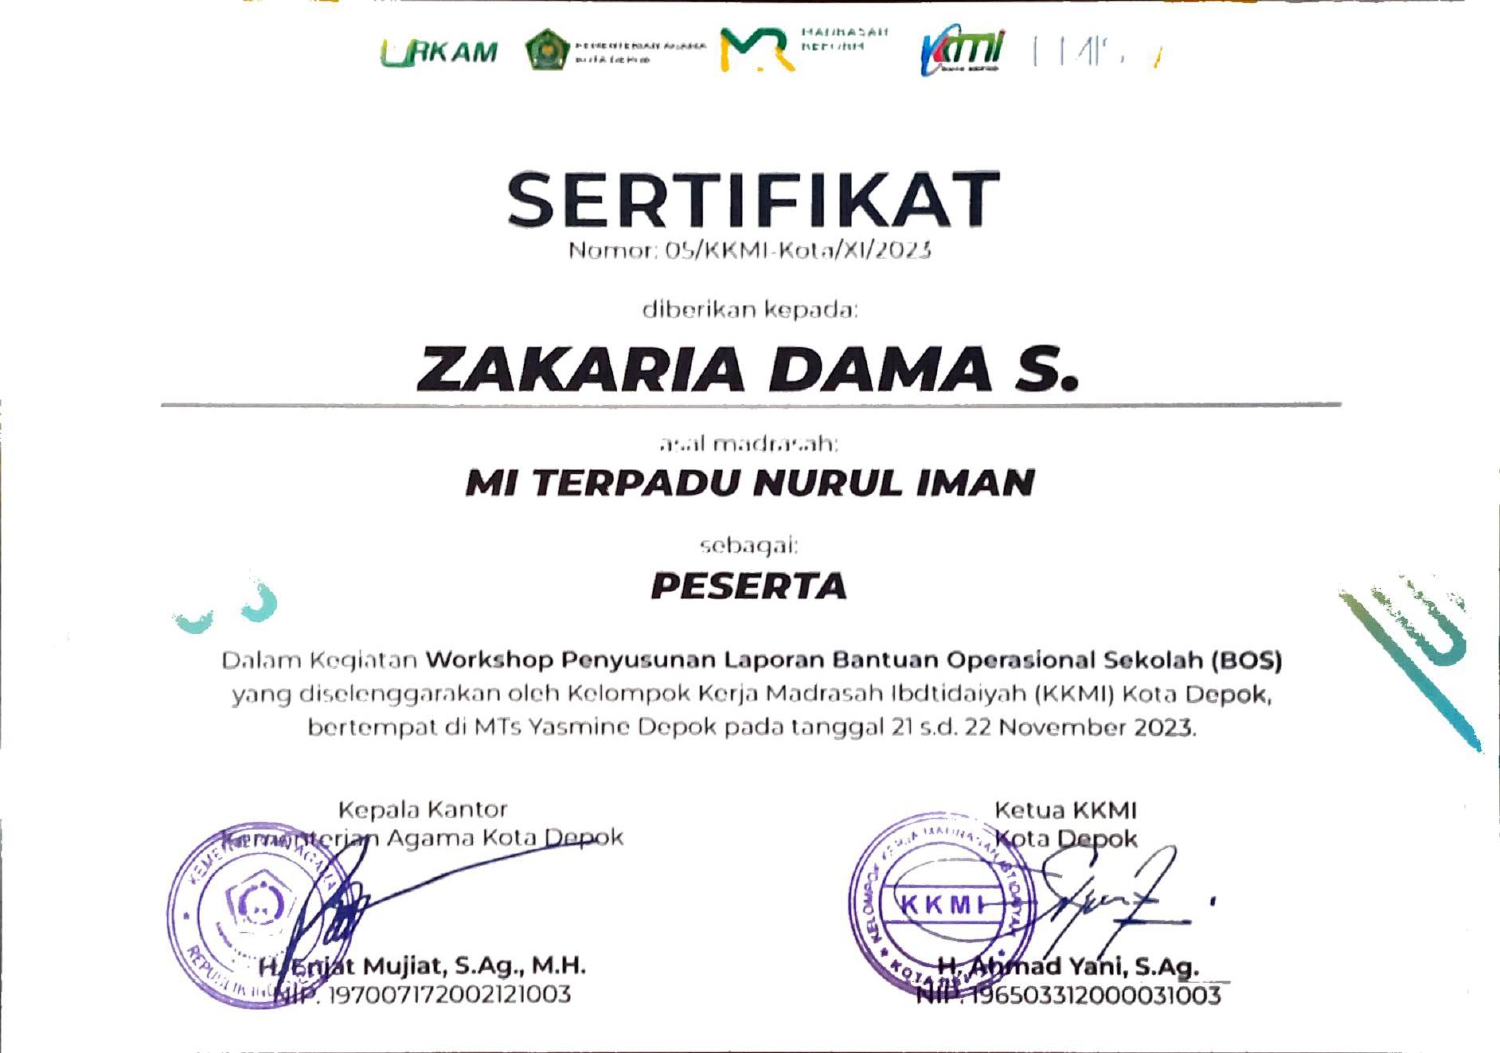 URKAM
KEMENTERIAN AGAMA
KOTA DEPOK
MADRASAH
REFORM
kkmi
SERTIFIKAT
Nomor: 05/KKMI-Kota/XI/2023
diberikan kepada:
ZAKARIA DAMA S.
asal madrasah:
MI TERPADU NURUL IMAN
sebagai:
PESERTA
Dalam Kegiatan Workshop Penyusunan Laporan Bantuan Operasional Sekolah (BOS)
yang diselenggarakan oleh Kelompok Kerja Madrasah Ibdtidaiyah (KKMI) Kota Depok,
bertempat di MTs Yasmine Depok pada tanggal 21 s.d. 22 November 2023.
Kepala Kantor
Kementerian Agama Kota Depok
KEMENTERIAN AGAMA
REPUBLIK INDONESIA
H. Enjat Mujiat, S.Ag., M.H.
NIP. 197007172002121003
Ketua KKMI
Kota Depok
KELOMPOK KERJA MADRASAH IBTIDAIYAH
KKMI
KOTA DEPOK
H. Ahmad Yani, S.Ag.
NIP. 196503312000031003